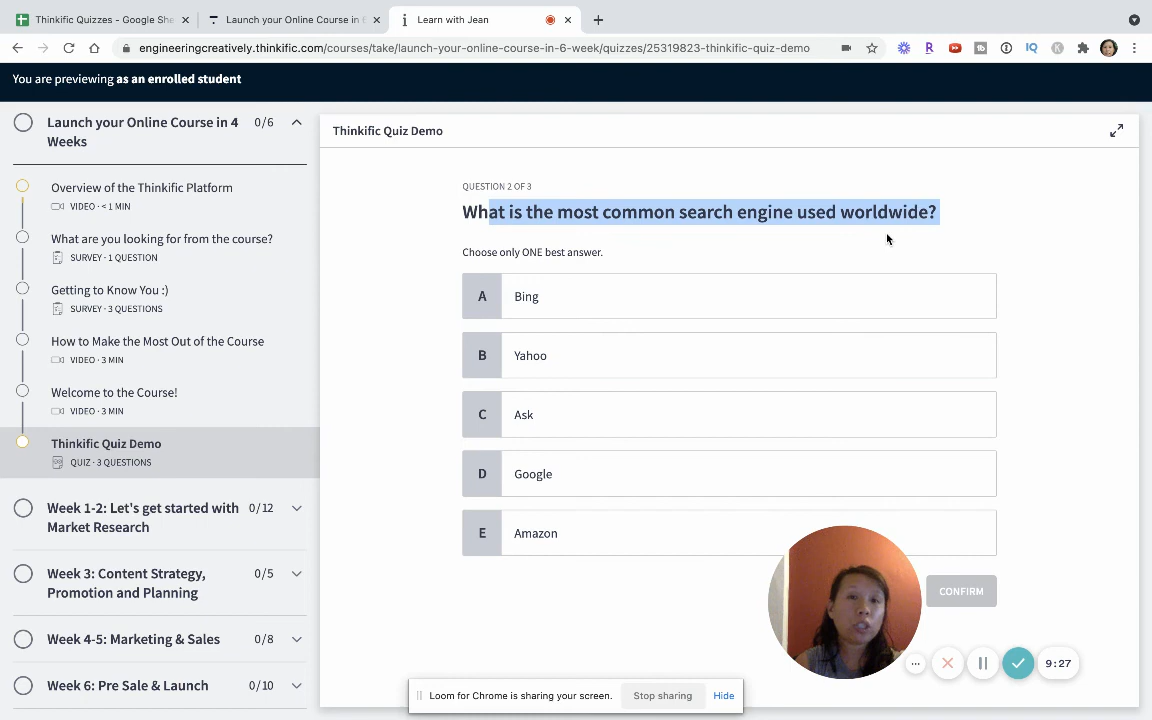 Thinkific Quizzes - Google She
Launch your Online Course in
Learn with Jean
engineeringcreatively.thinkific.com/courses/take/launch-your-online-course-in-6-week/quizzes/25319823-thinkific-quiz-demo
You are previewing as an enrolled student
Launch your Online Course in 4 Weeks
0/6
Overview of the Thinkific Platform
VIDEO · < 1 MIN
What are you looking for from the course?
SURVEY · 1 QUESTION
Getting to Know You :)
SURVEY · 3 QUESTIONS
How to Make the Most Out of the Course
VIDEO · 3 MIN
Welcome to the Course!
VIDEO · 3 MIN
Thinkific Quiz Demo
QUIZ · 3 QUESTIONS
Week 1-2: Let's get started with Market Research
0/12
Week 3: Content Strategy, Promotion and Planning
0/5
Week 4-5: Marketing & Sales
0/8
Week 6: Pre Sale & Launch
0/10
Thinkific Quiz Demo
QUESTION 2 OF 3
What is the most common search engine used worldwide?
Choose only ONE best answer.
A Bing
B Yahoo
C Ask
D Google
E Amazon
CONFIRM
9:27
Loom for Chrome is sharing your screen.
Stop sharing
Hide